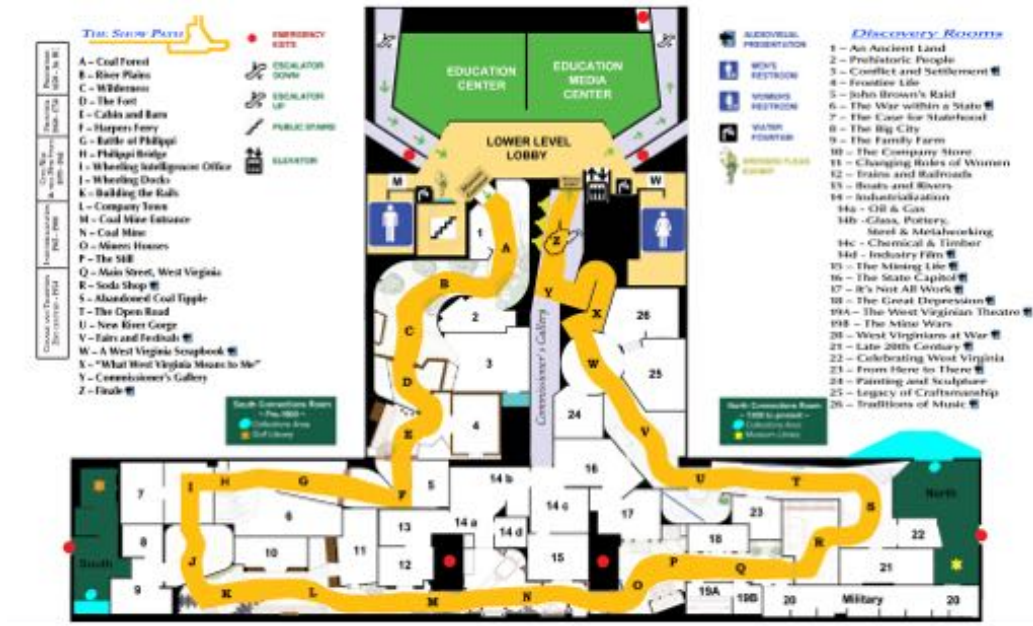 THE SHOW PATH
A – Coal Forest
B – River Plains
C – Wilderness
D – The Fort
E – Cabin and Barn
F – Harpers Ferry
G – Battle of Philippi
H – Philippi Bridge
I – Wheeling Intelligencer Office
J – Wheeling Docks
K – Building the Rails
L – Company Town
M – Coal Mine Entrance
N – Coal Mine
O – Miners Houses
P – The Still
Q – Main Street, West Virginia
R – Soda Shop
S – Abandoned Coal Tipple
T – The Open Road
U – New River Gorge
V – Fairs and Festivals
W – A West Virginia Scrapbook
X – "What West Virginia Means to Me"
Y – Commissioner's Gallery
Z – Finale
EMERGENCY EXITS
ESCALATOR DOWN
ESCALATOR UP
PUBLIC STAIRS
ELEVATOR
EDUCATION CENTER
EDUCATION MEDIA CENTER
LOWER LEVEL LOBBY
M
W
AUDIOVISUAL PRESENTATION
MEN'S RESTROOM
WOMEN'S RESTROOM
WATER FOUNTAIN
Discovery Rooms
1 – An Ancient Land
2 – Prehistoric People
3 – Conflict and Settlement
4 – Frontier Life
5 – John Brown's Raid
6 – The War within a State
7 – The Case for Statehood
8 – The Big City
9 – The Family Farm
10 – The Company Store
11 – Changing Roles of Women
12 – Trains and Railroads
13 – Boats and Rivers
14 – Industrialization
14a - Oil & Gas
14b -Glass, Pottery,
Steel & Metalworking
14c - Chemical & Timber
14d - Industry Film
15 – The Mining Life
16 – The State Capitol
17 – It's Not All Work
18 – The Great Depression
19A – The West Virginian Theatre
19B – The Mine Wars
20 – West Virginians at War
21 – Late 20th Century
22 – Celebrating West Virginia
23 – From Here to There
24 – Painting and Sculpture
25 – Legacy of Craftsmanship
26 – Traditions of Music
South Connections Room
Collections Area
North Connections Room
Collections Area
Museum Library
Commissioner's Gallery
A
B
C
D
E
F
G
H
I
J
K
L
M
N
O
P
Q
R
S
T
U
V
W
X
Y
Z
1
2
3
4
5
6
7
8
9
10
11
12
13
14 a
14 b
14 c
14 d
15
16
17
18
19A
19B
20
Military
20
21
22
23
24
25
26
South
North